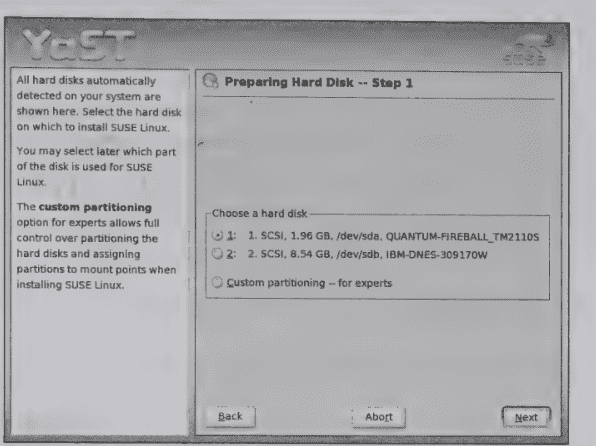 YaST
SUSE
All hard disks automatically
detected on your system are
shown here. Select the hard disk
on which to install SUSE Linux.
You may select later which part
of the disk is used for SUSE
Linux.
The custom partitioning
option for experts allows full
control over partitioning the
hard disks and assigning
partitions to mount points when
installing SUSE Linux.
Preparing Hard Disk -- Step 1
Choose a hard disk
1: 1. SCSI, 1.96 GB, /dev/sda, QUANTUM-FIREBALL_TM2110S
2: 2. SCSI, 8.54 GB, /dev/sdb, IBM-DNES-309170W
Custom partitioning -- for experts
Back
Abort
Next